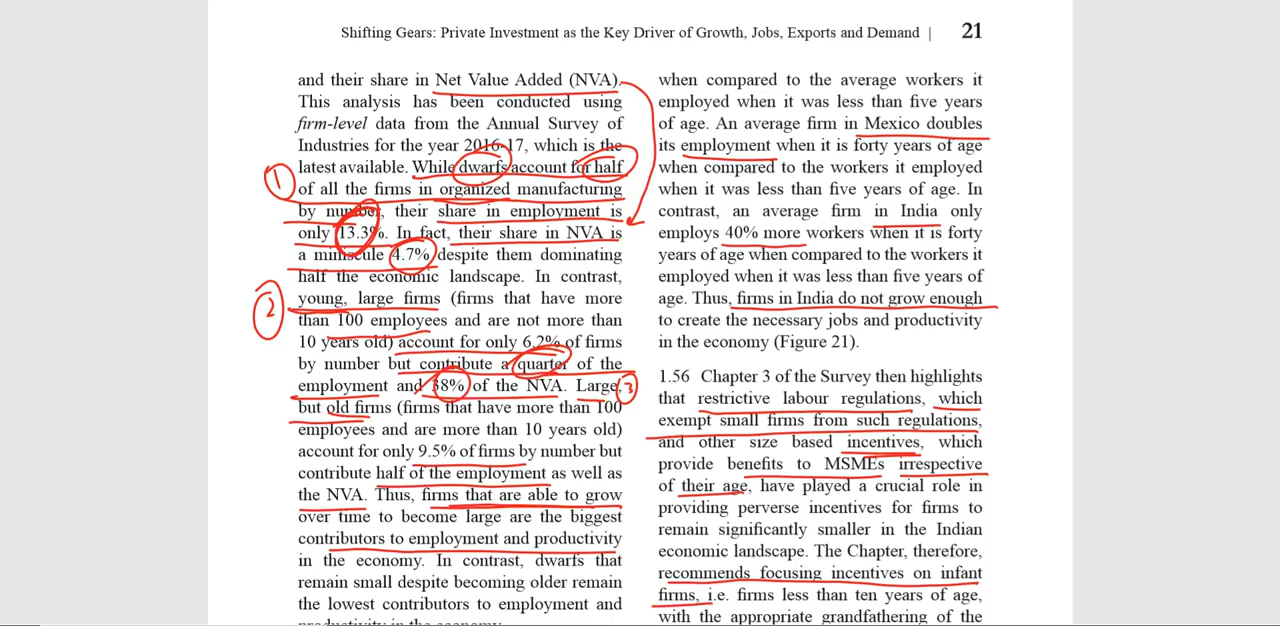 Shifting Gears: Private Investment as the Key Driver of Growth, Jobs, Exports and Demand | 21
and their share in Net Value Added (NVA).
This analysis has been conducted using
firm-level data from the Annual Survey of
Industries for the year 2016-17, which is the
latest available. While dwarfs account for half
1
of all the firms in organized manufacturing
by number, their share in employment is
only 13.3%. In fact, their share in NVA is
a miniscule 4.7% despite them dominating
half the economic landscape. In contrast,
2
young, large firms (firms that have more
than 100 employees and are not more than
10 years old) account for only 6.2% of firms
by number but contribute a quarter of the
employment and 38% of the NVA. Large,
3
but old firms (firms that have more than 100
employees and are more than 10 years old)
account for only 9.5% of firms by number but
contribute half of the employment as well as
the NVA. Thus, firms that are able to grow
over time to become large are the biggest
contributors to employment and productivity
in the economy. In contrast, dwarfs that
remain small despite becoming older remain
the lowest contributors to employment and
when compared to the average workers it
employed when it was less than five years
of age. An average firm in Mexico doubles
its employment when it is forty years of age
when compared to the workers it employed
when it was less than five years of age. In
contrast, an average firm in India only
employs 40% more workers when it is forty
years of age when compared to the workers it
employed when it was less than five years of
age. Thus, firms in India do not grow enough
to create the necessary jobs and productivity
in the economy (Figure 21).
1.56 Chapter 3 of the Survey then highlights
that restrictive labour regulations, which
exempt small firms from such regulations,
and other size based incentives, which
provide benefits to MSMEs irrespective
of their age, have played a crucial role in
providing perverse incentives for firms to
remain significantly smaller in the Indian
economic landscape. The Chapter, therefore,
recommends focusing incentives on infant
firms, i.e. firms less than ten years of age,
with the appropriate grandfathering of the